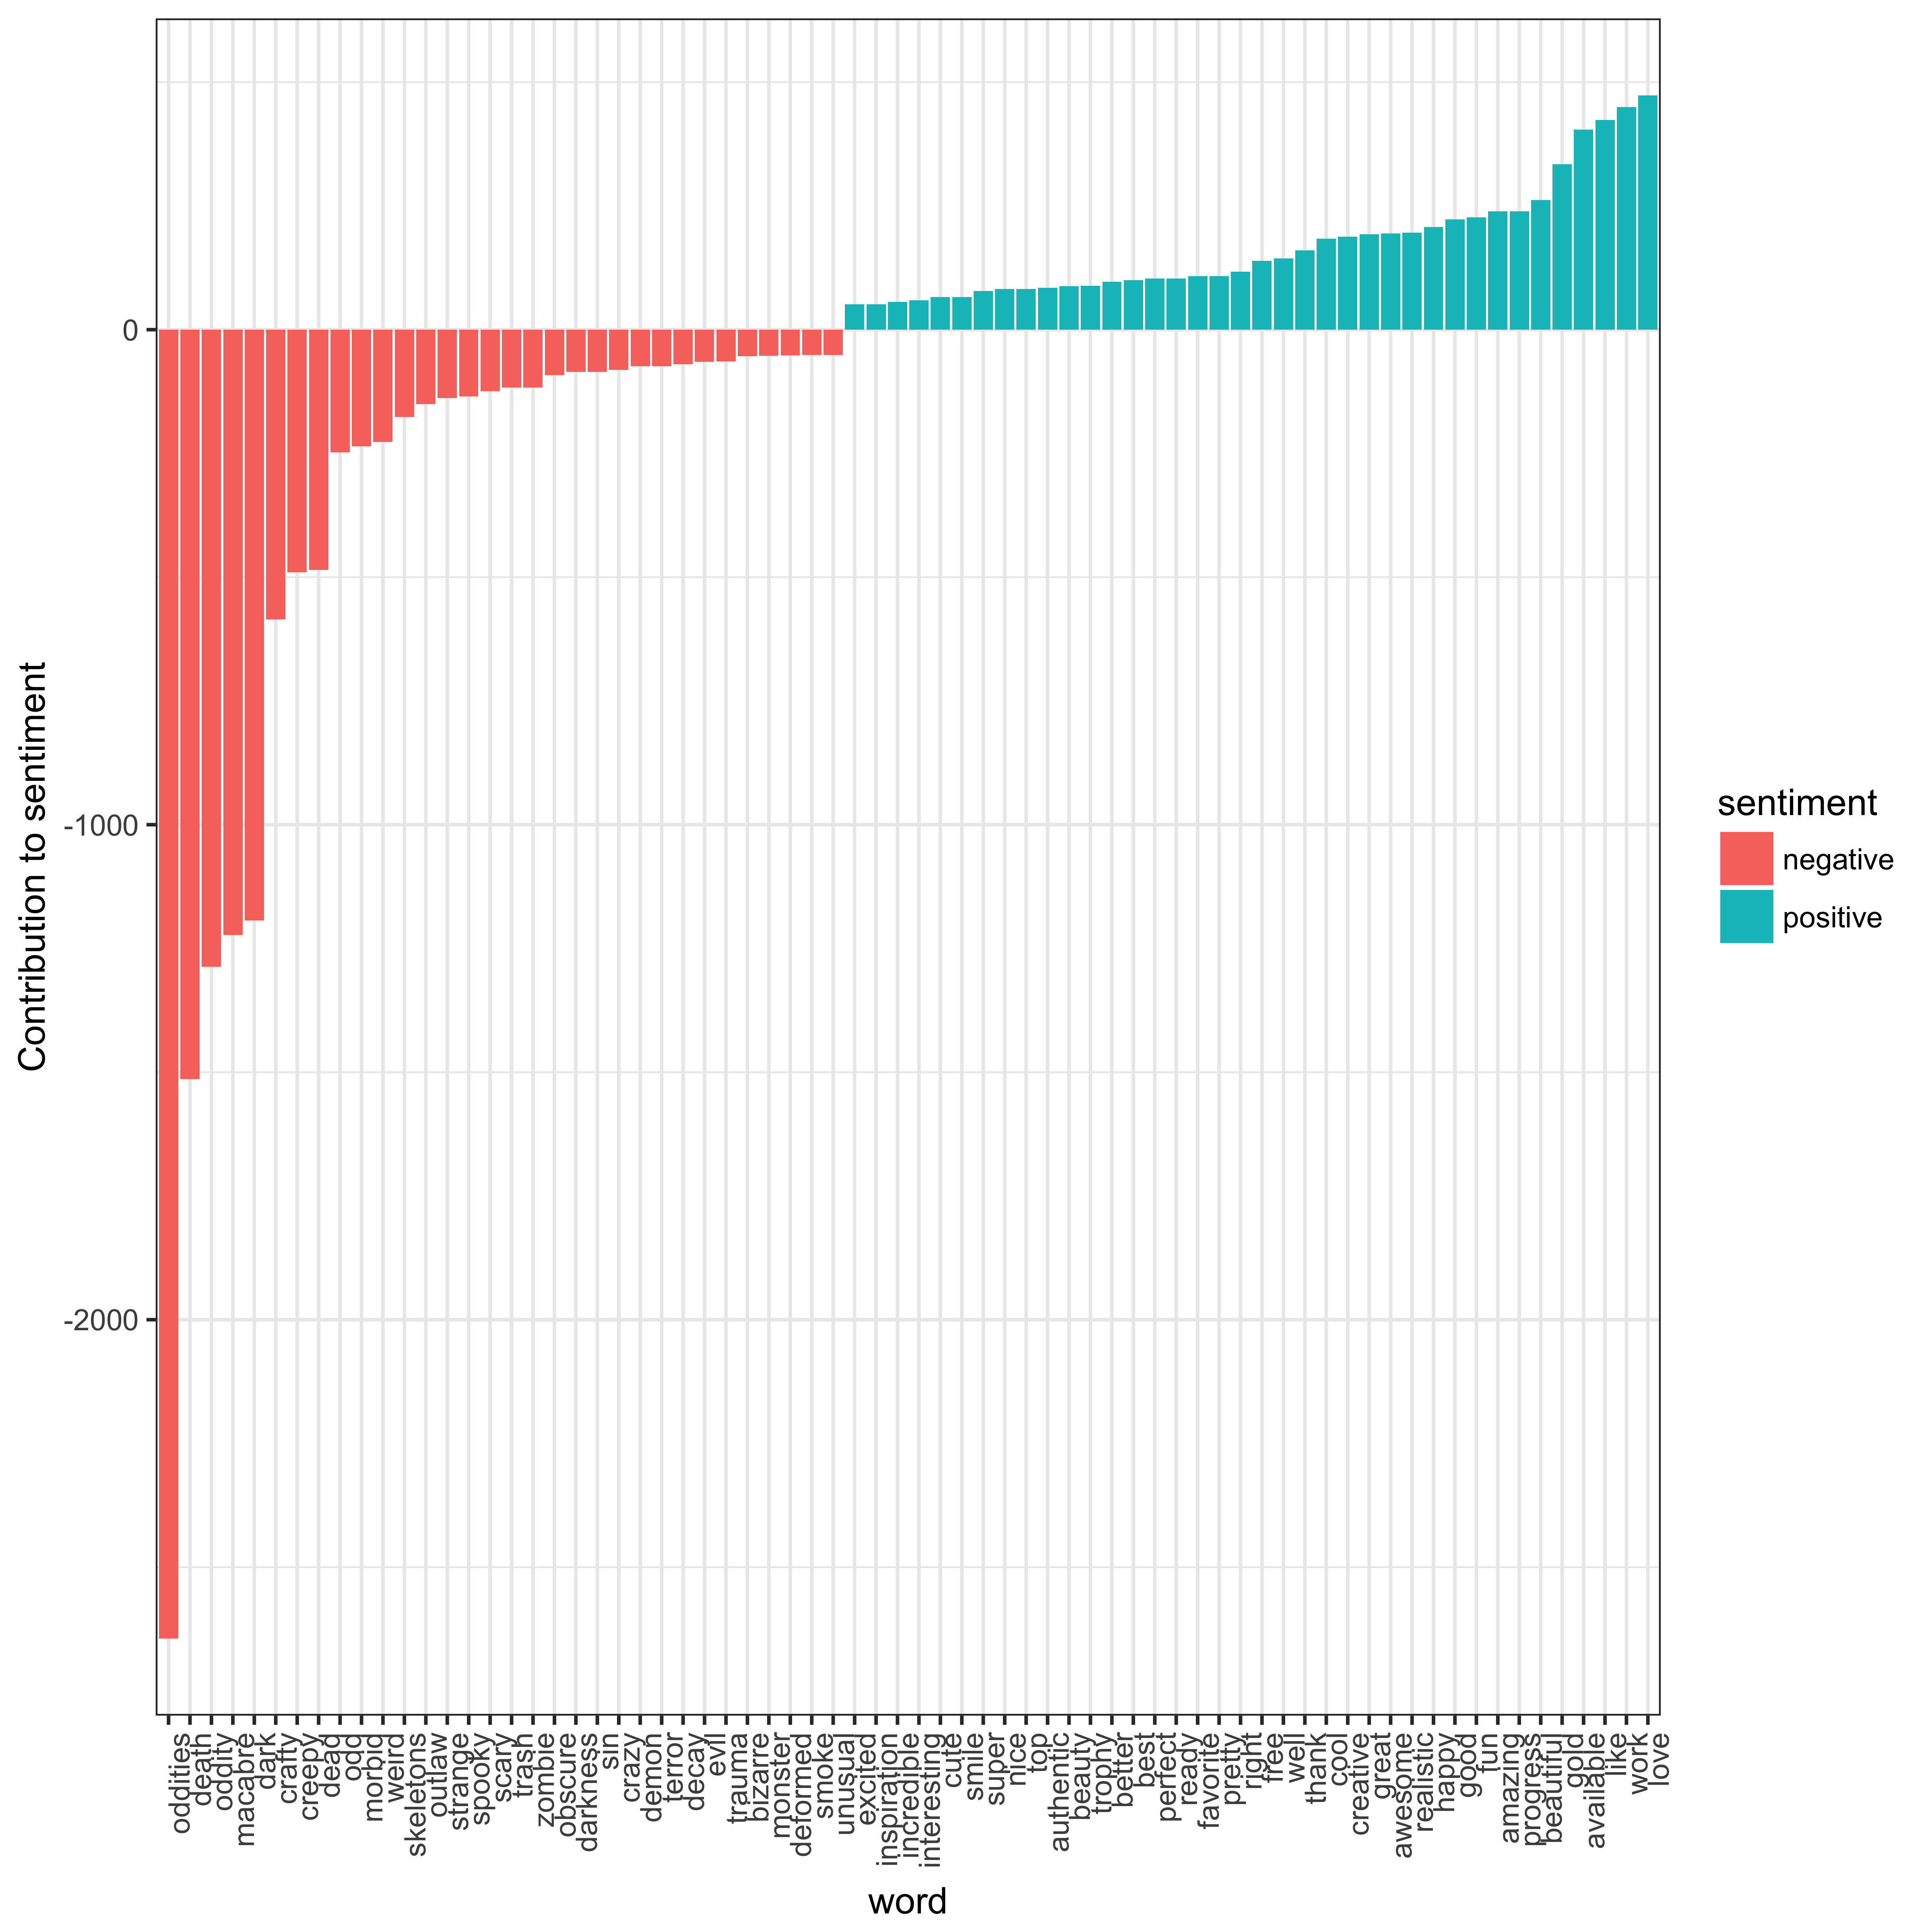 0
-1000
-2000
Contribution to sentiment
oddities
death
oddity
macabre
dark
crafty
creepy
dead
odd
morbid
weird
skeletons
outlaw
strange
spooky
scary
trash
zombie
obscure
darkness
sin
crazy
demon
terror
decay
evil
trauma
bizarre
monster
deformed
smoke
unusual
excited
inspiration
incredible
interesting
cute
smile
super
nice
top
authentic
beauty
trophy
better
best
perfect
ready
favorite
pretty
right
free
well
thank
cool
creative
great
awesome
realistic
happy
good
fun
amazing
progress
beautiful
gold
available
like
work
love
word
sentiment
negative
positive